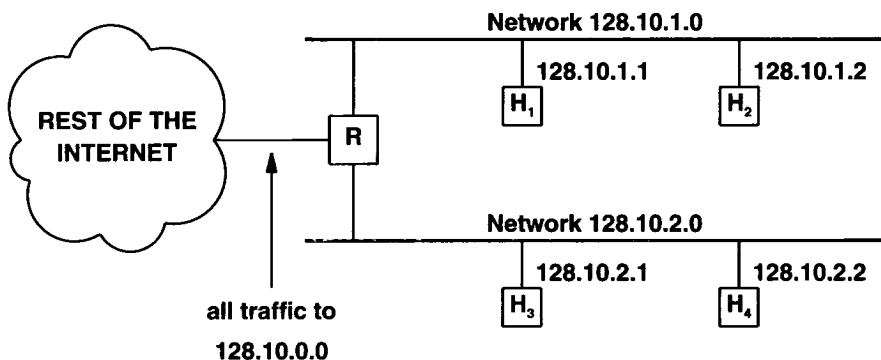 Network 128.10.1.0
128.10.1.1
128.10.1.2
H₁
H₂
REST OF THE
INTERNET
R
Network 128.10.2.0
128.10.2.1
128.10.2.2
H₃
H₄
all traffic to
128.10.0.0